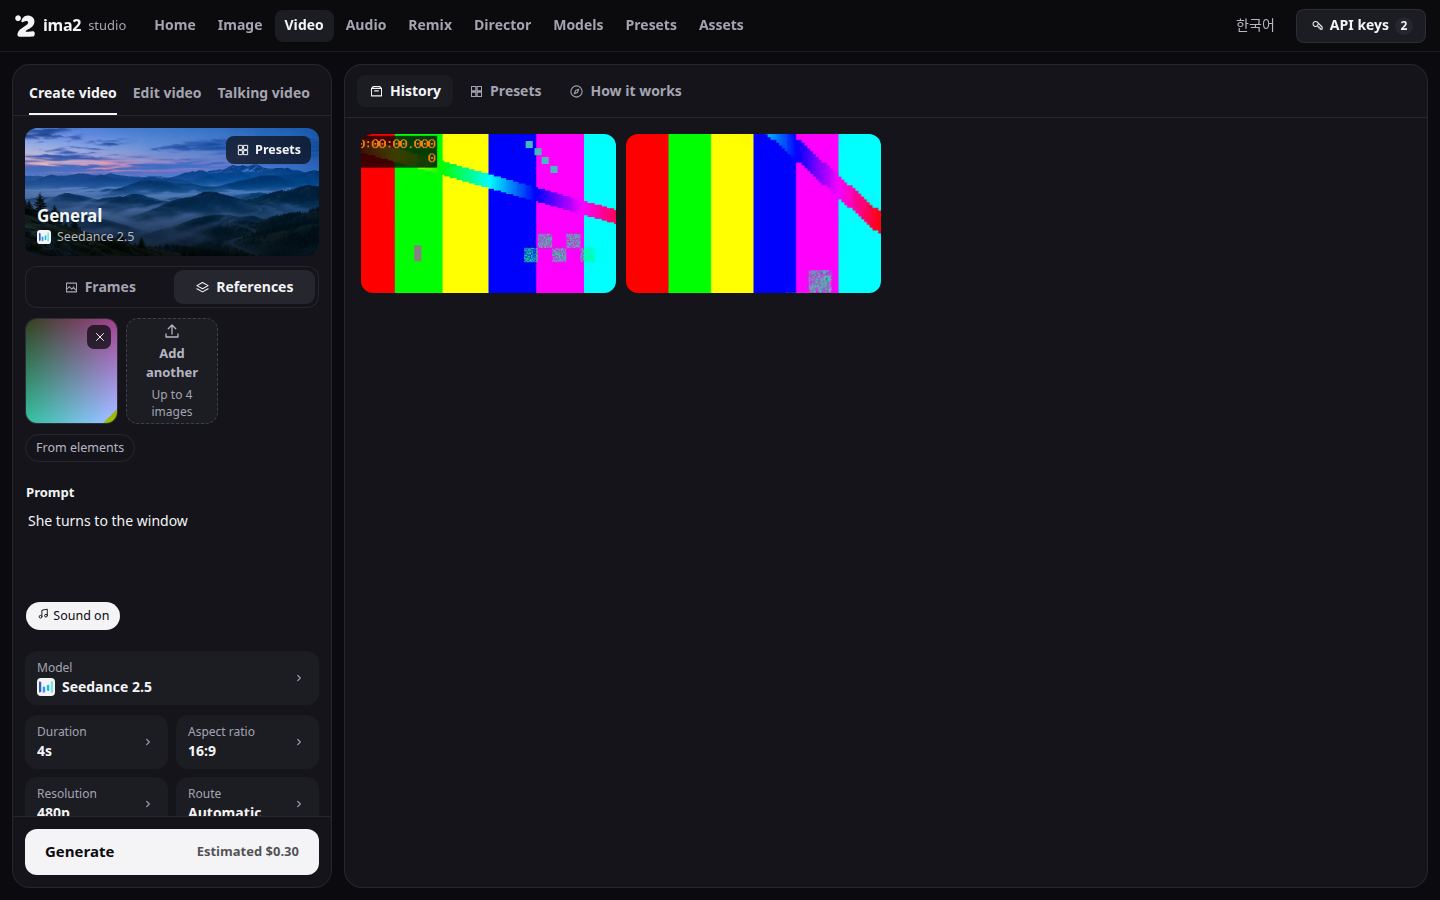 ima2 studio
Home
Image
Video
Audio
Remix
Director
Models
Presets
Assets
한국어
API keys 2
Create video
Edit video
Talking video
Presets
General
Seedance 2.5
Frames
References
Add
another
Up to 4
images
From elements
Prompt
She turns to the window
Sound on
Model
Seedance 2.5
Duration
4s
Aspect ratio
16:9
Resolution
480p
Route
Automatic
Generate
Estimated $0.30
History
Presets
How it works
0:00:00.000
0